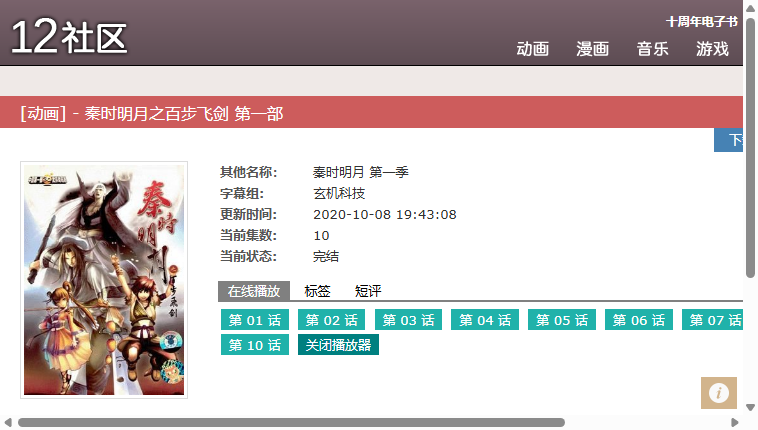 12社区
十周年电子书
动画 漫画 音乐 游戏
[动画] - 秦时明月之百步飞剑 第一部
下
其他名称: 秦时明月 第一季
字幕组: 玄机科技
更新时间: 2020-10-08 19:43:08
当前集数: 10
当前状态: 完结
在线播放 标签 短评
第 01 话 第 02 话 第 03 话 第 04 话 第 05 话 第 06 话 第 07 话
第 10 话 关闭播放器
秦时明月
百步飞剑